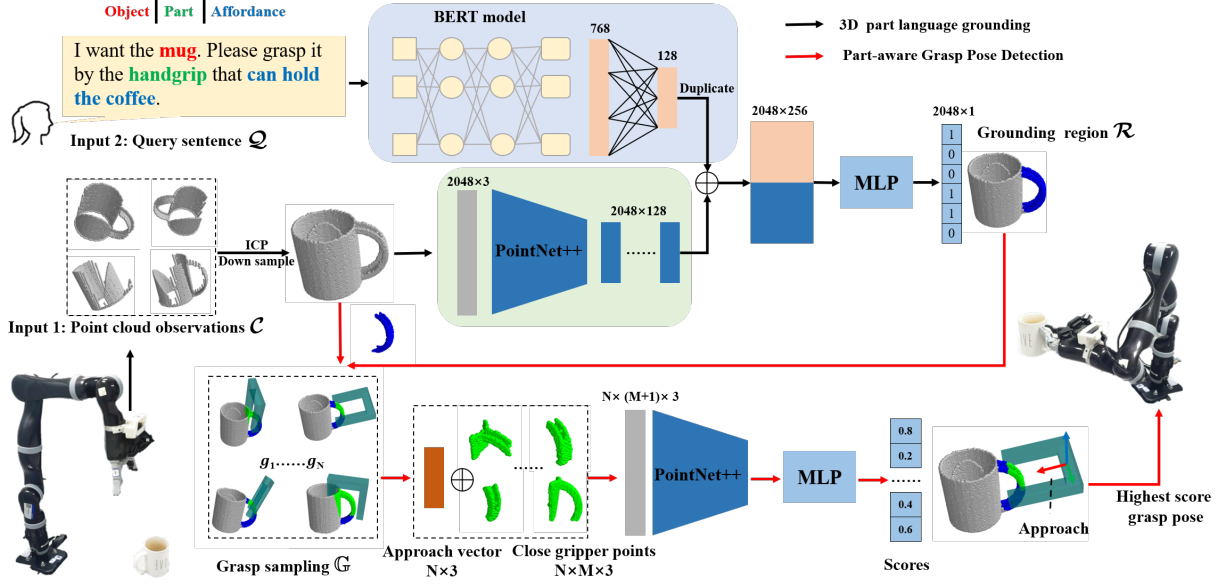 Object | Part | Affordance
I want the mug. Please grasp it
by the handgrip that can hold
the coffee.
Input 2: Query sentence 𝒬
BERT model
768
128
Duplicate
3D part language grounding
Part-aware Grasp Pose Detection
2048×256
MLP
2048×1
1
0
0
1
1
0
Grounding region ℛ
ICP
Down sample
Input 1: Point cloud observations 𝒞
2048×3
PointNet++
2048×128
......
g₁......g_N
Grasp sampling 𝔾
......
Approach vector
N×3
Close gripper points
N×M×3
N× (M+1)× 3
PointNet++
MLP
0.8
0.2
......
0.4
0.6
Scores
Approach
Highest score
grasp pose